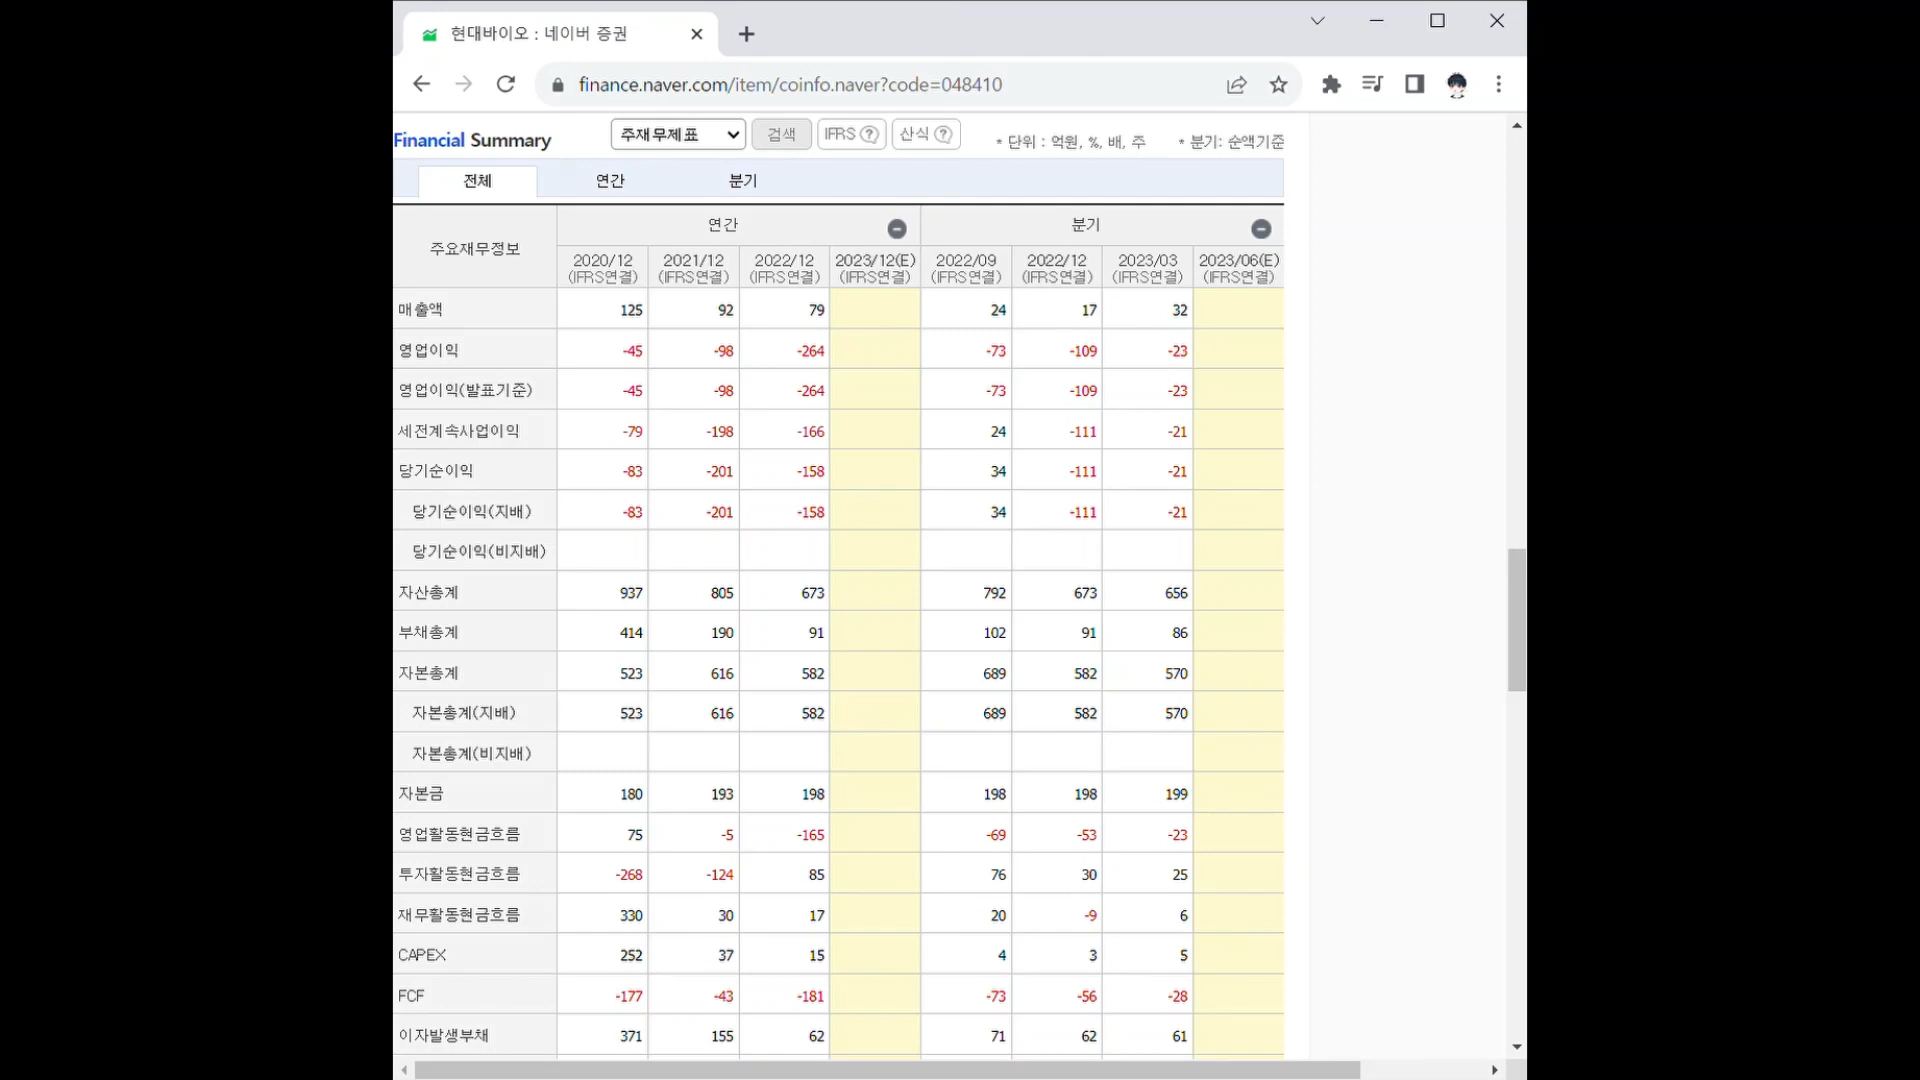 현대바이오 : 네이버 증권
finance.naver.com/item/coinfo.naver?code=048410
Financial Summary 주재무제표 검색 IFRS ? 산식 ? * 단위 : 억원, %, 배, 주 * 분기: 순액기준
전체 연간 분기
주요재무정보 연간 분기
2020/12 2021/12 2022/12 2023/12(E) 2022/09 2022/12 2023/03 2023/06(E)
(IFRS연결) (IFRS연결) (IFRS연결) (IFRS연결) (IFRS연결) (IFRS연결) (IFRS연결) (IFRS연결)
매출액 125 92 79 24 17 32
영업이익 -45 -98 -264 -73 -109 -23
영업이익(발표기준) -45 -98 -264 -73 -109 -23
세전계속사업이익 -79 -198 -166 24 -111 -21
당기순이익 -83 -201 -158 34 -111 -21
당기순이익(지배) -83 -201 -158 34 -111 -21
당기순이익(비지배)
자산총계 937 805 673 792 673 656
부채총계 414 190 91 102 91 86
자본총계 523 616 582 689 582 570
자본총계(지배) 523 616 582 689 582 570
자본총계(비지배)
자본금 180 193 198 198 198 199
영업활동현금흐름 75 -5 -165 -69 -53 -23
투자활동현금흐름 -268 -124 85 76 30 25
재무활동현금흐름 330 30 17 20 -9 6
CAPEX 252 37 15 4 3 5
FCF -177 -43 -181 -73 -56 -28
이자발생부채 371 155 62 71 62 61